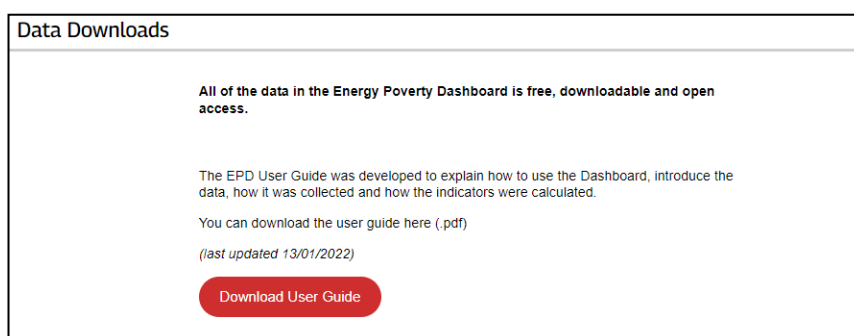 Data Downloads
All of the data in the Energy Poverty Dashboard is free, downloadable and open
access.
The EPD User Guide was developed to explain how to use the Dashboard, introduce the
data, how it was collected and how the indicators were calculated.
You can download the user guide here (.pdf)
(last updated 13/01/2022)
Download User Guide